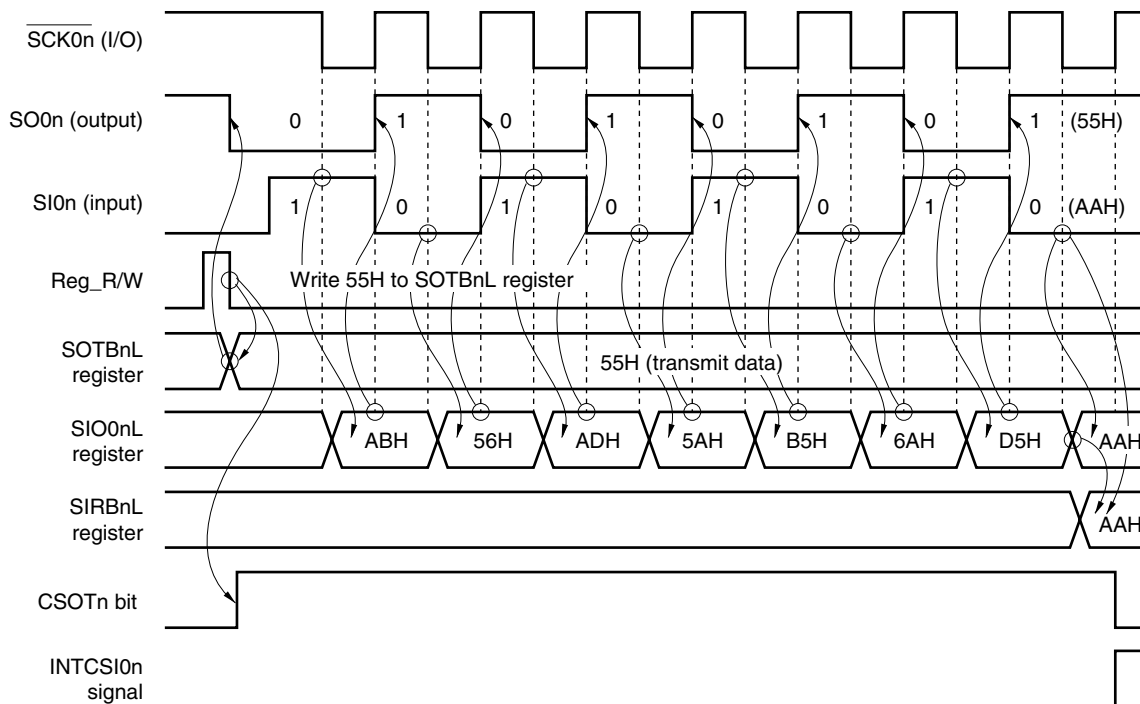 SCK0n (I/O)
SO0n (output) 0 1 0 1 0 1 0 1 (55H)
SI0n (input) 1 0 1 0 1 0 1 0 (AAH)
Reg_R/W Write 55H to SOTBnL register
SOTBnL
register
55H (transmit data)
SIO0nL
register
ABH 56H ADH 5AH B5H 6AH D5H AAH
SIRBnL
register
AAH
CSOTn bit
INTCSI0n
signal